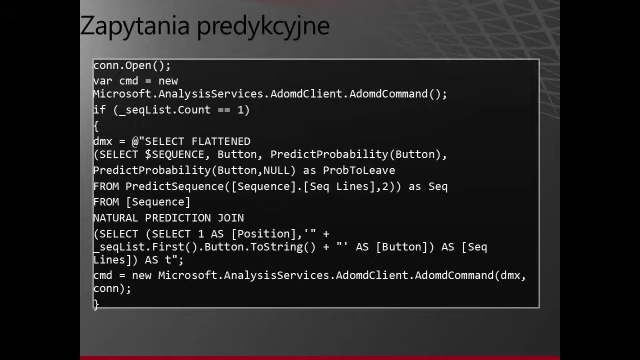 Zapytania predykcyjne
conn.Open();
var cmd = new
Microsoft.AnalysisServices.AdomdClient.AdomdCommand();
if (_seqList.Count == 1)
{
dmx = @"SELECT FLATTENED
(SELECT $SEQUENCE, Button, PredictProbability(Button),
PredictProbability(Button,NULL) as ProbToLeave
FROM PredictSequence([Sequence].[Seq Lines],2)) as Seq
FROM [Sequence]
NATURAL PREDICTION JOIN
(SELECT (SELECT 1 AS [Position],'" +
_seqList.First().Button.ToString() + "' AS [Button]) AS [Seq
Lines]) AS t";
cmd = new Microsoft.AnalysisServices.AdomdClient.AdomdCommand(dmx,
conn);
}